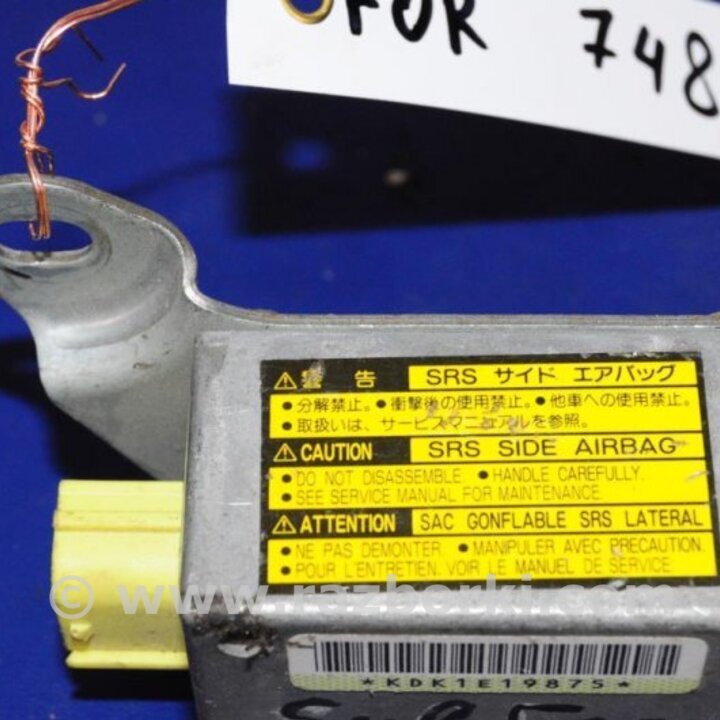 FOR 748
⚠警告 SRS サイド エアバッグ
●分解禁止。●衝撃後の使用禁止。●他車への使用禁止。
●取扱いは、サービスマニュアルを参照。
⚠CAUTION SRS SIDE AIRBAG
●DO NOT DISASSEMBLE. ●HANDLE CAREFULLY.
●SEE SERVICE MANUAL FOR MAINTENANCE.
⚠ATTENTION SAC GONFLABLE SRS LATERAL
●NE PAS DEMONTER. ●MANIPULER AVEC PRECAUTION.
●POUR L'ENTRETIEN, VOIR LE MANUEL DE SERVICE.
© www.razborki.com
*KDK1E19875*